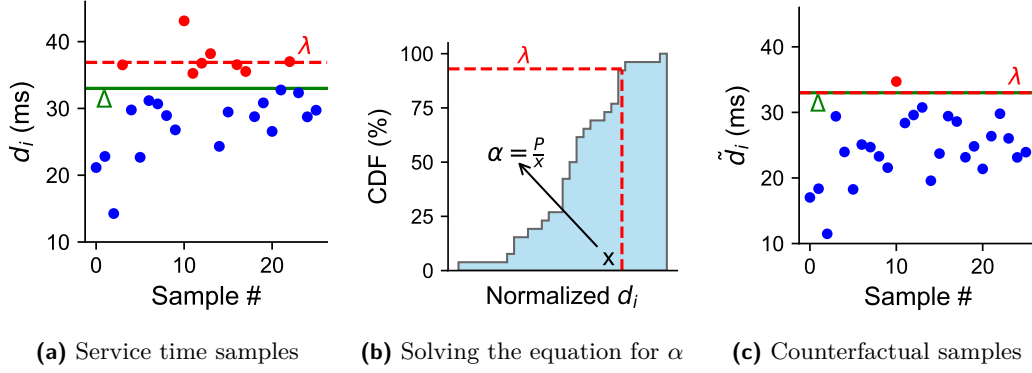 40
30
20
10
0
10
20
d_i (ms)
Sample #
λ
Δ
(a) Service time samples
100
75
50
25
0
CDF (%)
Normalized d_i
λ
α = P/x
x
(b) Solving the equation for α
40
30
20
10
0
10
20
d̃_i (ms)
Sample #
λ
Δ
(c) Counterfactual samples